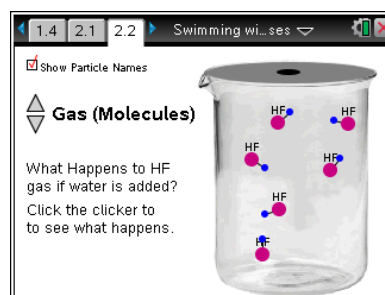 1.4 2.1 2.2 Swimming wi...ses
Show Particle Names
Gas (Molecules)
What Happens to HF
gas if water is added?
Click the clicker to
to see what happens.
HF
HF
HF
HF
HF
HF